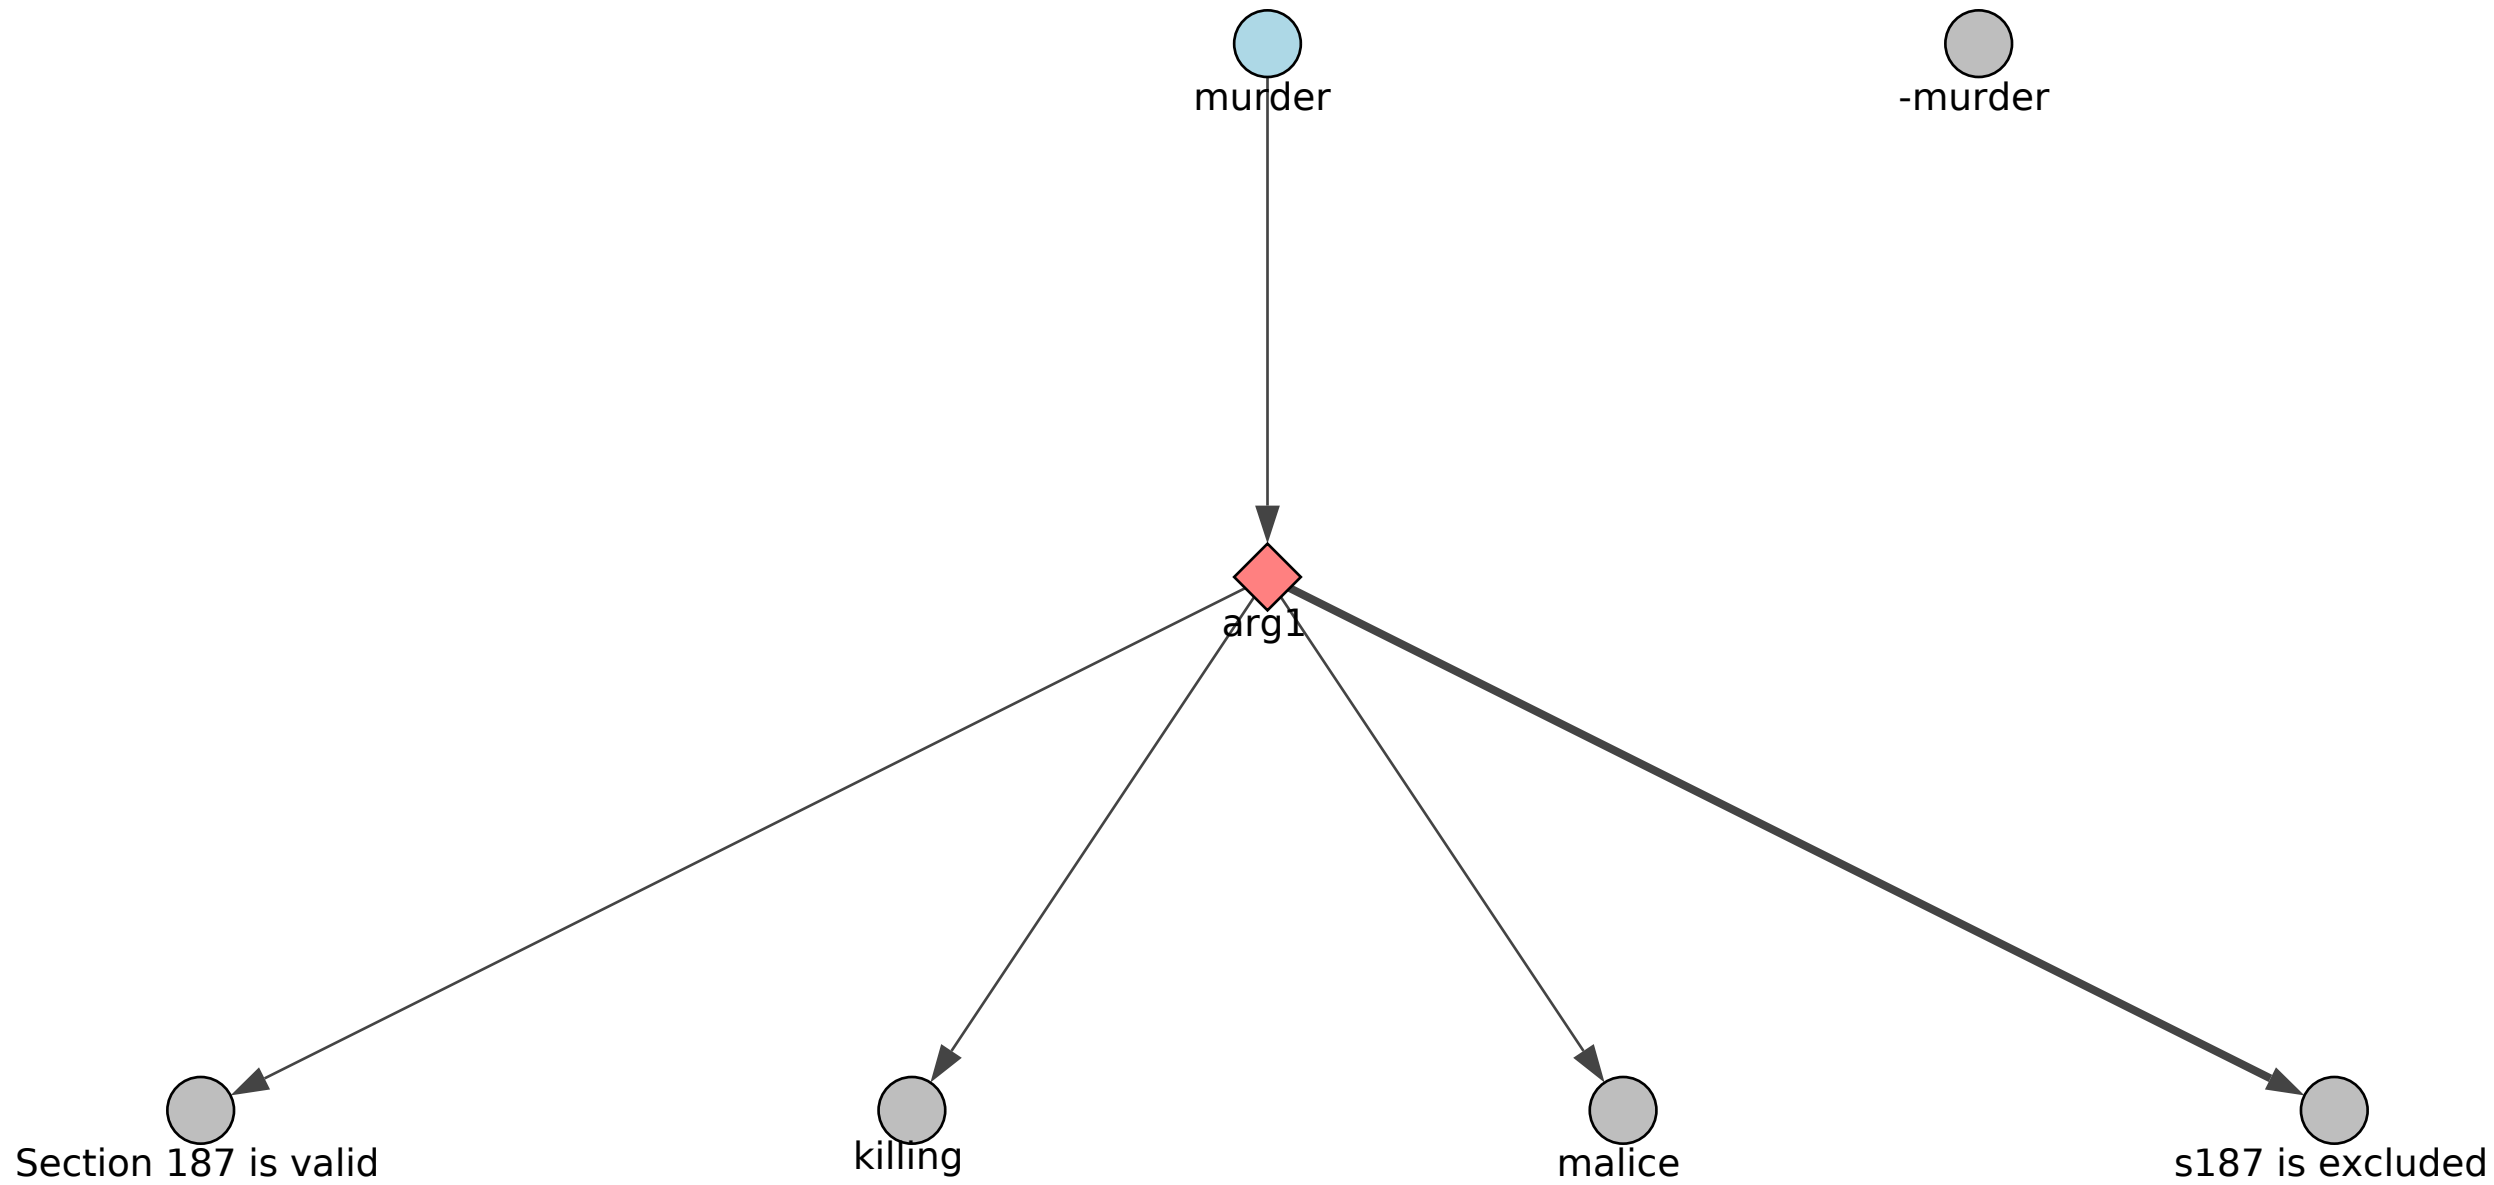 murder
-murder
arg1
Section 187 is valid
killing
malice
s187 is excluded